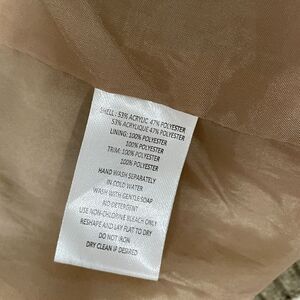 SHELL : 53% ACRYLIC 47% POLYESTER
53% ACRYLIQUE 47% POLYESTER
LINING: 100% POLYESTER
100% POLYESTER
TRIM: 100% POLYESTER
100% POLYESTER
HAND WASH SEPARATELY
IN COLD WATER
WASH WITH GENTLE SOAP
NO DETERGENT
USE NON-CHLORINE BLEACH ONLY
RESHAPE AND LAY FLAT TO DRY
DO NOT IRON
DRY CLEAN IF DESIRED